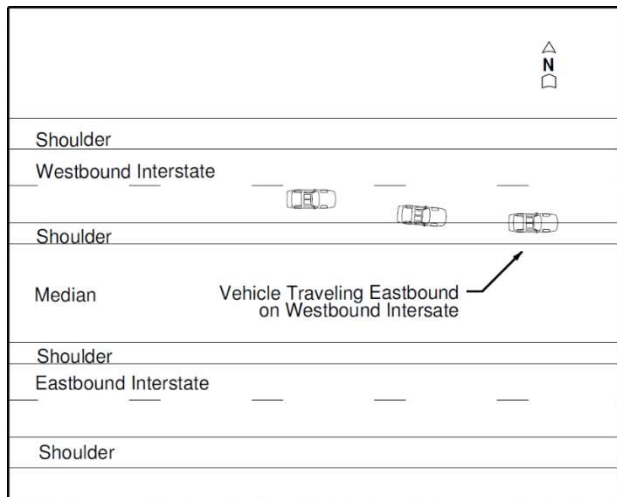 N
Shoulder
Westbound Interstate
Shoulder
Median
Vehicle Traveling Eastbound
on Westbound Intersate
Shoulder
Eastbound Interstate
Shoulder